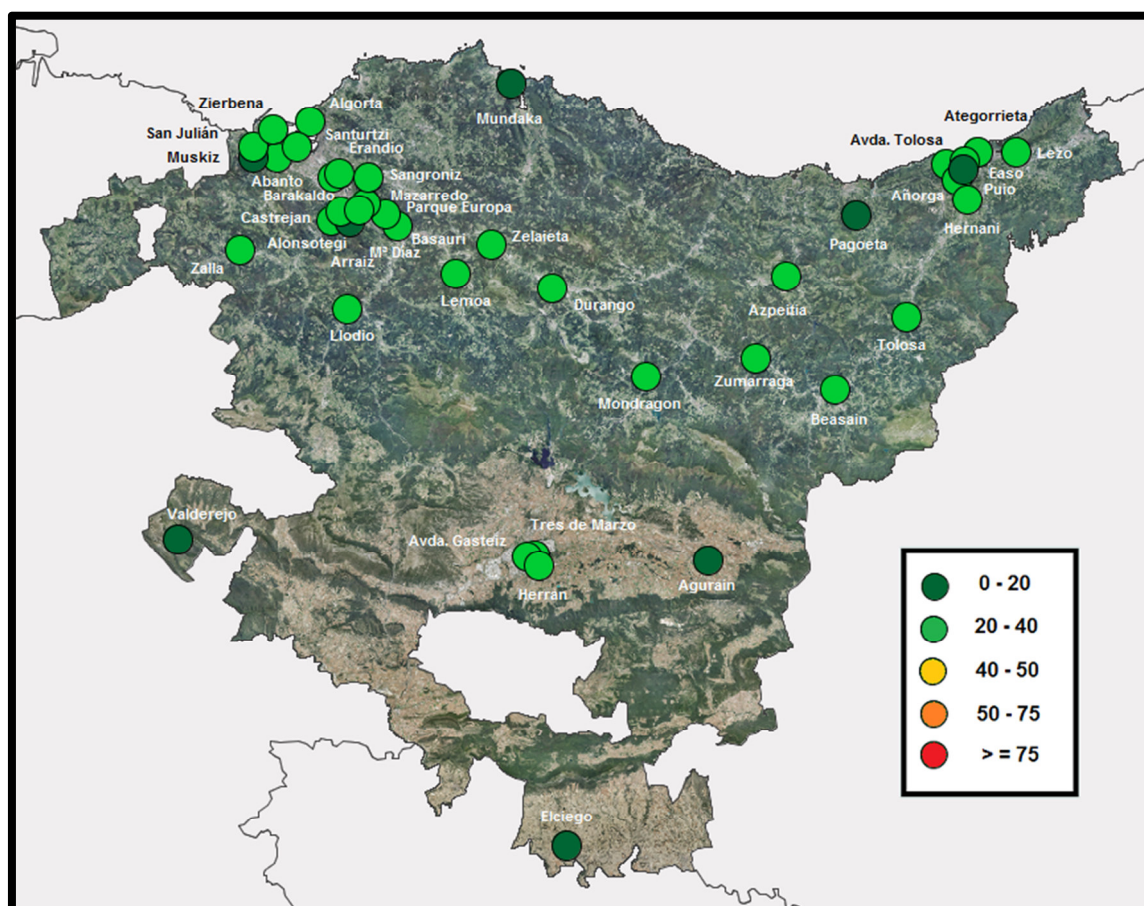 Mundaka
Zierbena
Algorta
San Julián
Santurtzi
Muskiz
Erandio
Abanto
Sangroniz
Barakaldo
Mazarredo
Castrejan
Parque Europa
Alonsotegi
Basauri
Arraiz
Mª Diaz
Zelaieta
Zalla
Lemoa
Durango
Llodio
Ategorrieta
Avda. Tolosa
Lezo
Easo
Añorga
Puio
Hernani
Pagoeta
Azpeitia
Tolosa
Zumarraga
Mondragon
Beasain
Valderejo
Tres de Marzo
Avda. Gasteiz
Herran
Agurain
Elciego
0 - 20
20 - 40
40 - 50
50 - 75
> = 75